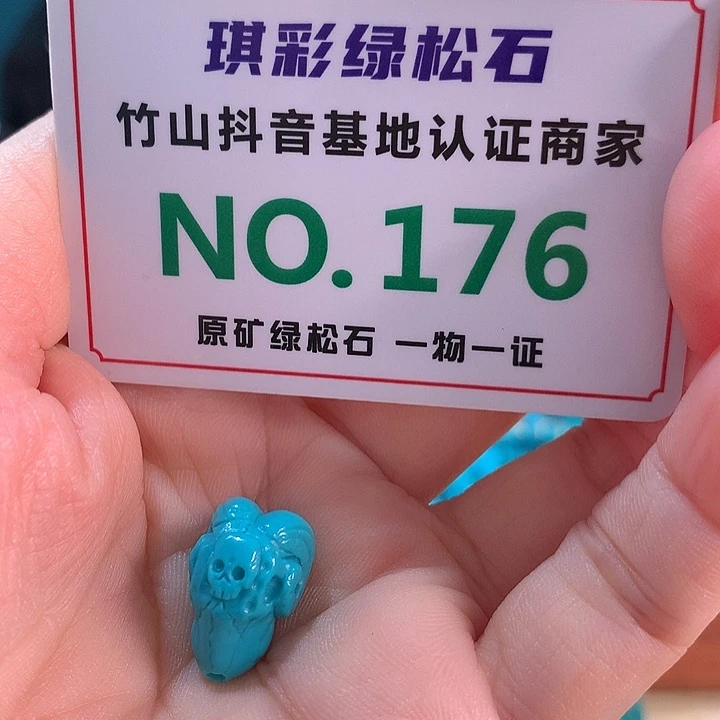 琪彩绿松石
竹山抖音基地认证商家
NO.176
原矿绿松石 一物一证